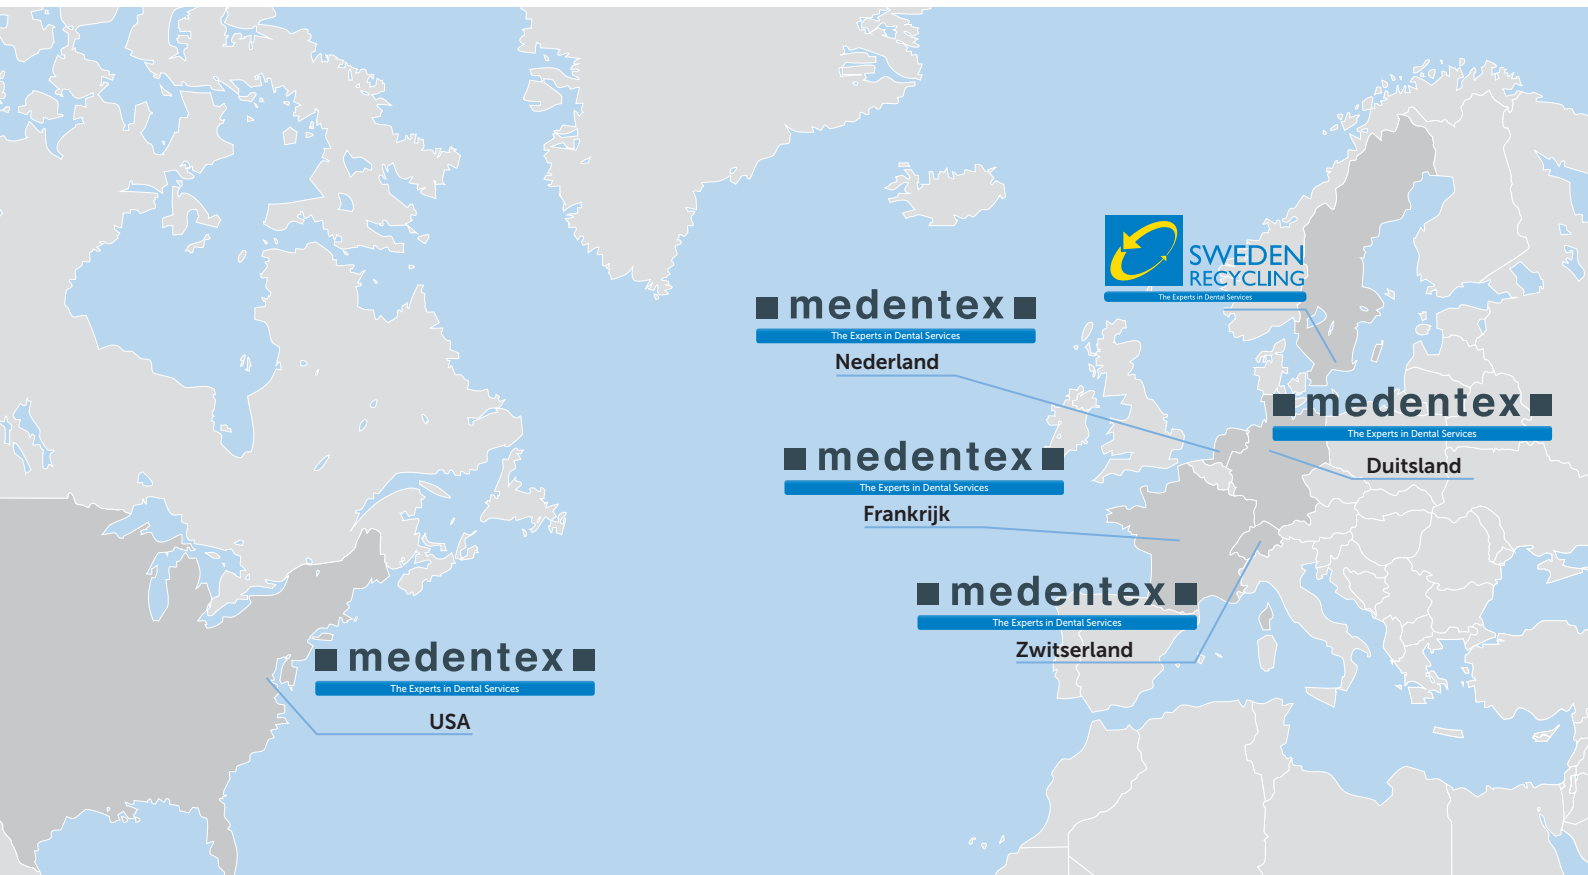 SWEDEN
RECYCLING
The Experts in Dental Services
medentex
The Experts in Dental Services
Nederland
medentex
The Experts in Dental Services
Duitsland
medentex
The Experts in Dental Services
Frankrijk
medentex
The Experts in Dental Services
Zwitserland
medentex
The Experts in Dental Services
USA